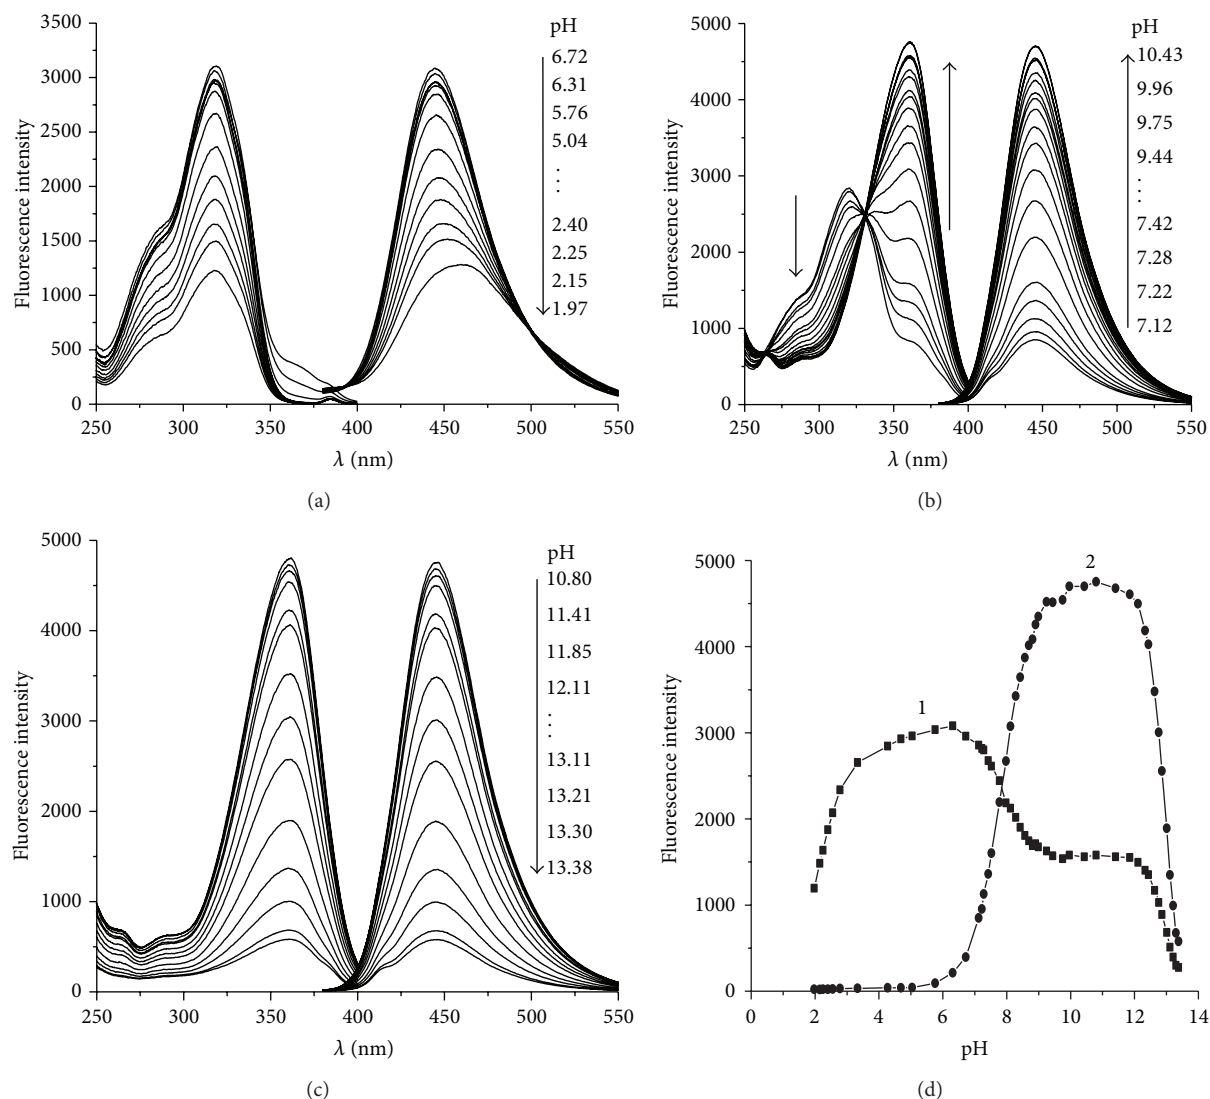 3500
3000
2500
2000
1500
1000
500
0
Fluorescence intensity
250 300 350 400 450 500 550
λ (nm)
pH
6.72
6.31
5.76
5.04
⋮
2.40
2.25
2.15
1.97
(a)
5000
4000
3000
2000
1000
0
Fluorescence intensity
250 300 350 400 450 500 550
λ (nm)
pH
10.43
9.96
9.75
9.44
⋮
7.42
7.28
7.22
7.12
(b)
5000
4000
3000
2000
1000
0
Fluorescence intensity
250 300 350 400 450 500 550
λ (nm)
pH
10.80
11.41
11.85
12.11
⋮
13.11
13.21
13.30
13.38
(c)
5000
4000
3000
2000
1000
0
Fluorescence intensity
1
2
0 2 4 6 8 10 12 14
pH
(d)